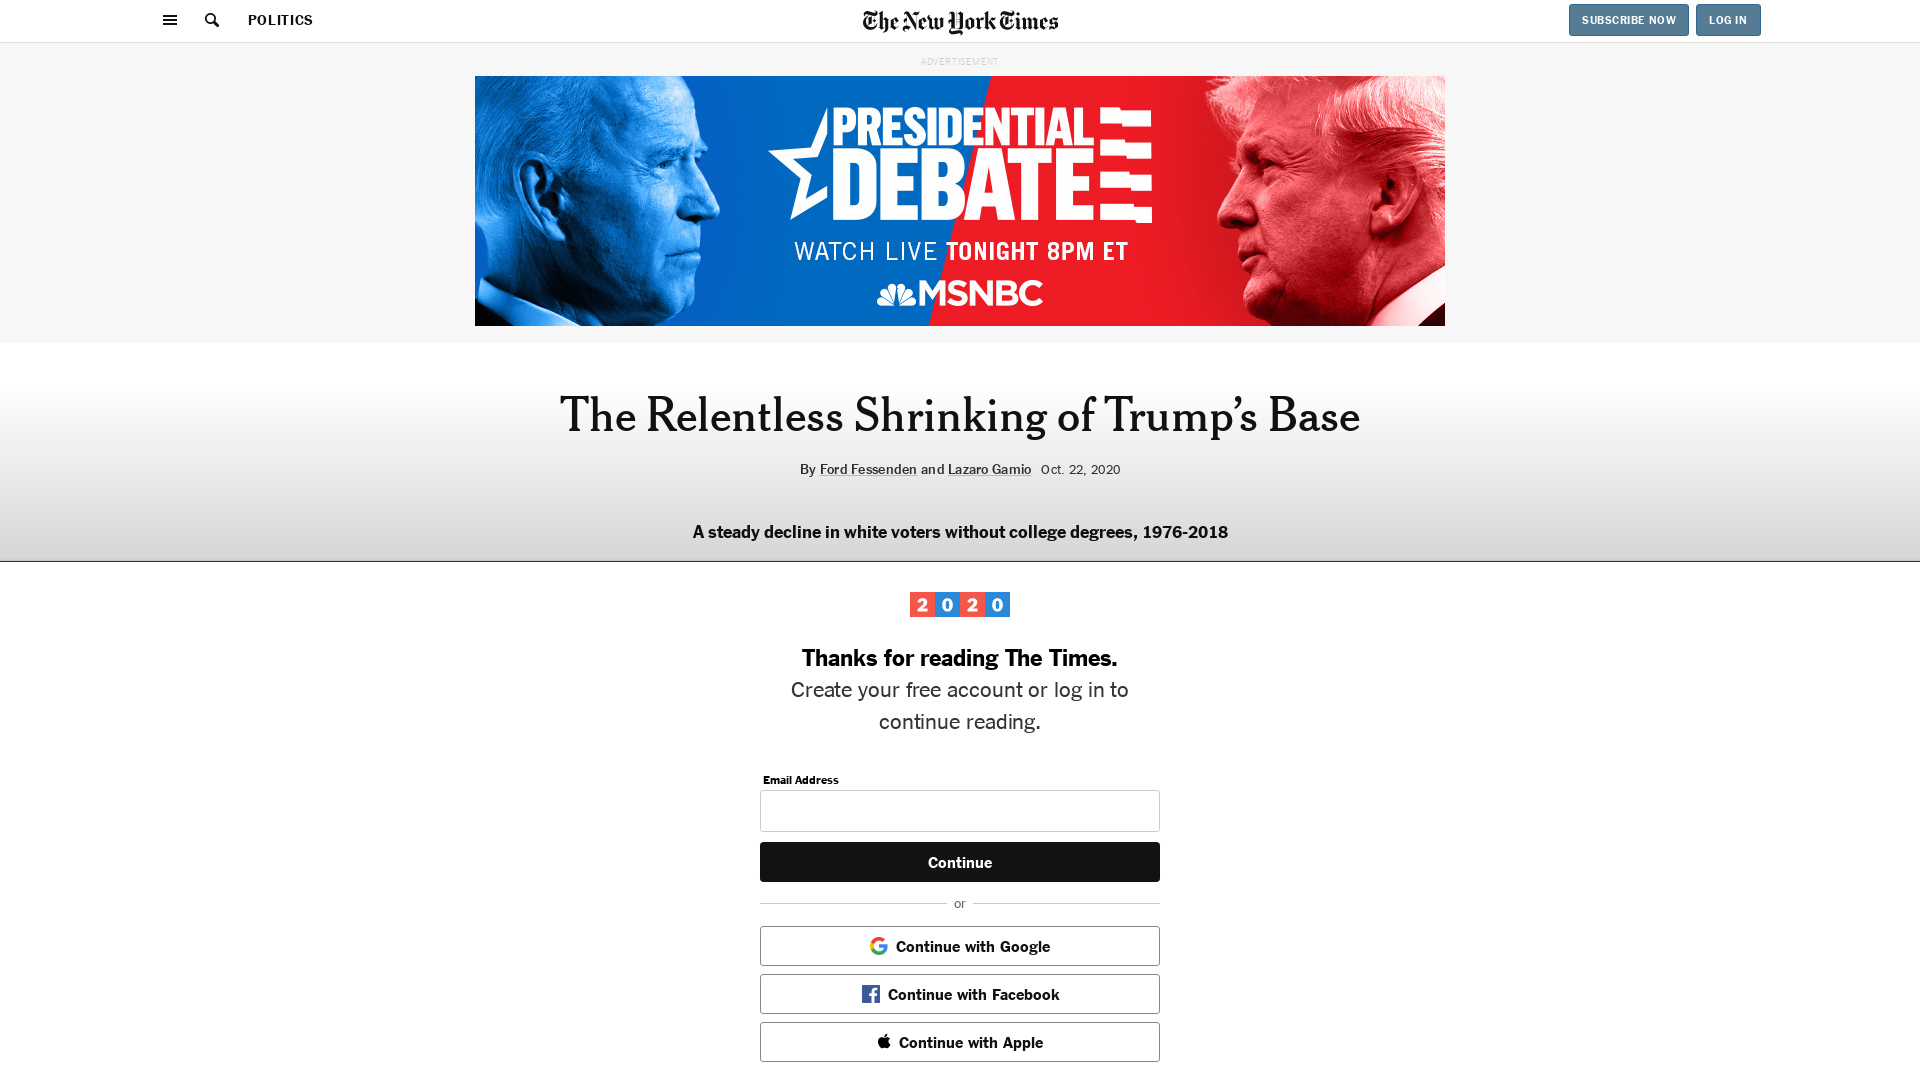 POLITICS
The New York Times
SUBSCRIBE NOW
LOG IN
ADVERTISEMENT
PRESIDENTIAL
DEBATE
WATCH LIVE TONIGHT 8PM ET
MSNBC
The Relentless Shrinking of Trump’s Base
By Ford Fessenden and Lazaro Gamio Oct. 22, 2020
A steady decline in white voters without college degrees, 1976-2018
2020
Thanks for reading The Times.
Create your free account or log in to
continue reading.
Email Address
Continue
or
Continue with Google
Continue with Facebook
Continue with Apple